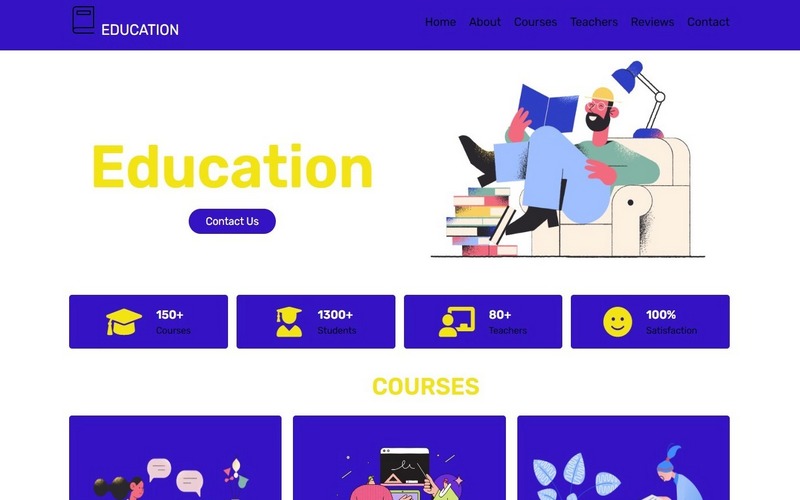 EDUCATION
Home About Courses Teachers Reviews Contact
Education
Contact Us
150+
Courses
1300+
Students
80+
Teachers
100%
Satisfaction
COURSES